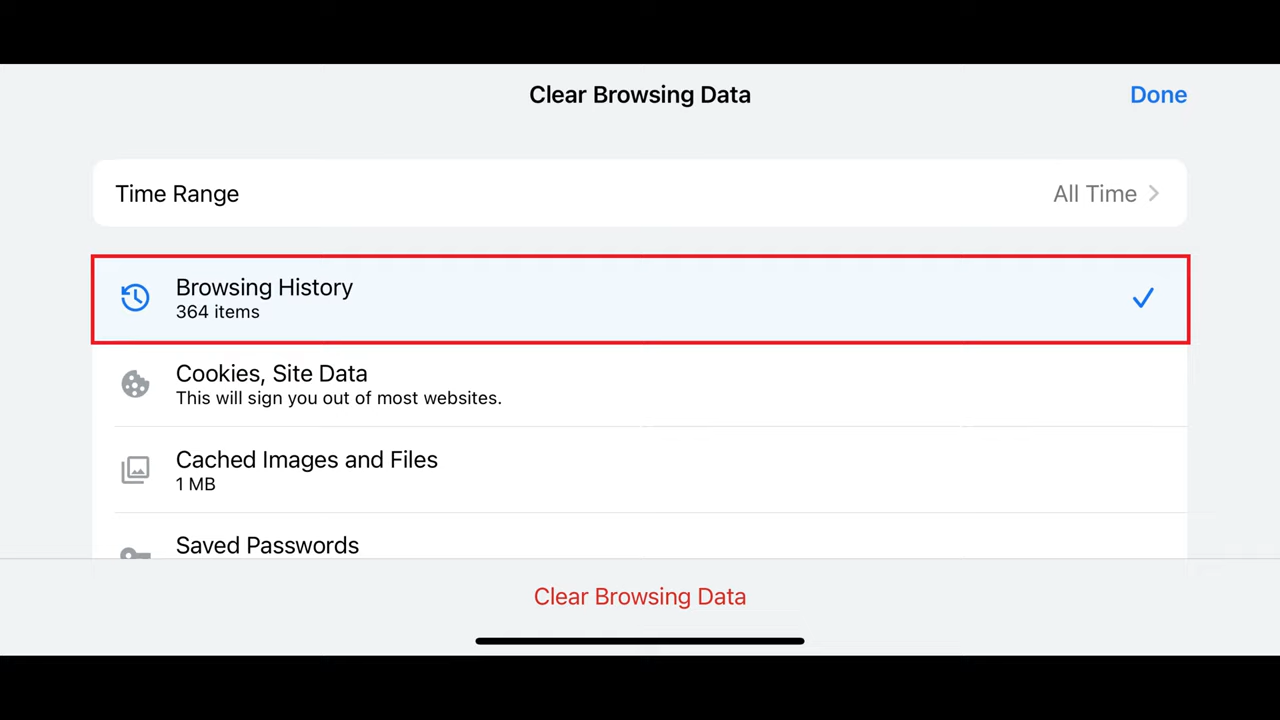 Clear Browsing Data
Done
Time Range
All Time
Browsing History
364 items
Cookies, Site Data
This will sign you out of most websites.
Cached Images and Files
1 MB
Saved Passwords
Clear Browsing Data